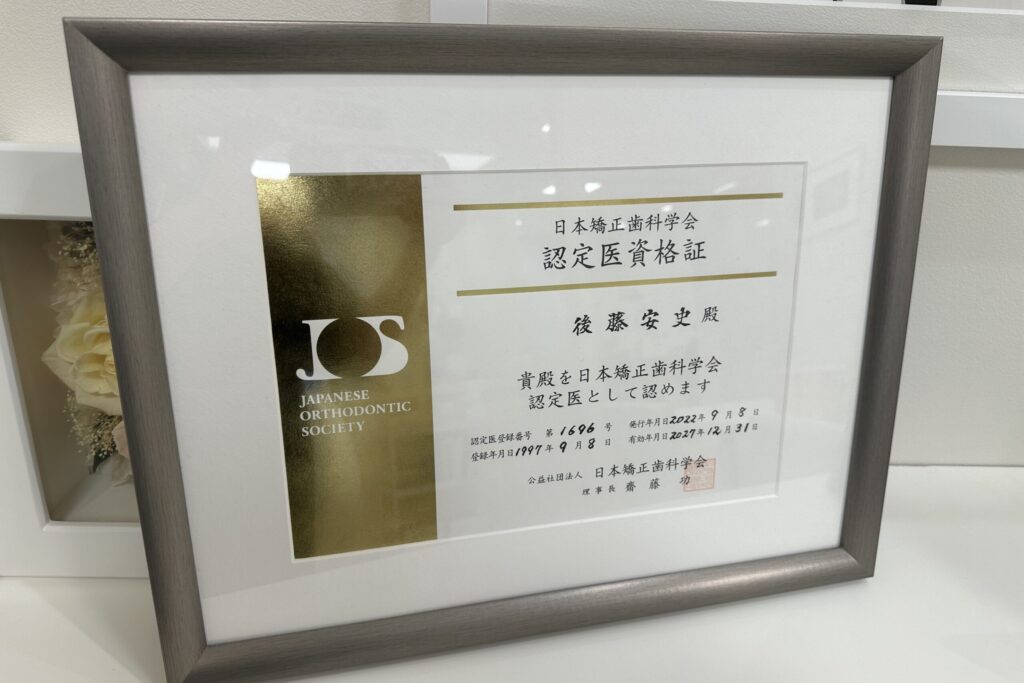 JOS
JAPANESE
ORTHODONTIC
SOCIETY
日本矯正歯科学会
認定医資格証
後藤安史殿
貴殿を日本矯正歯科学会
認定医として認めます
認定医登録番号 第1696号 発行年月日2022年9月8日
登録年月日1997年9月8日 有効年月日2027年12月31日
公益社団法人 日本矯正歯科学会
理事長 齋藤 功